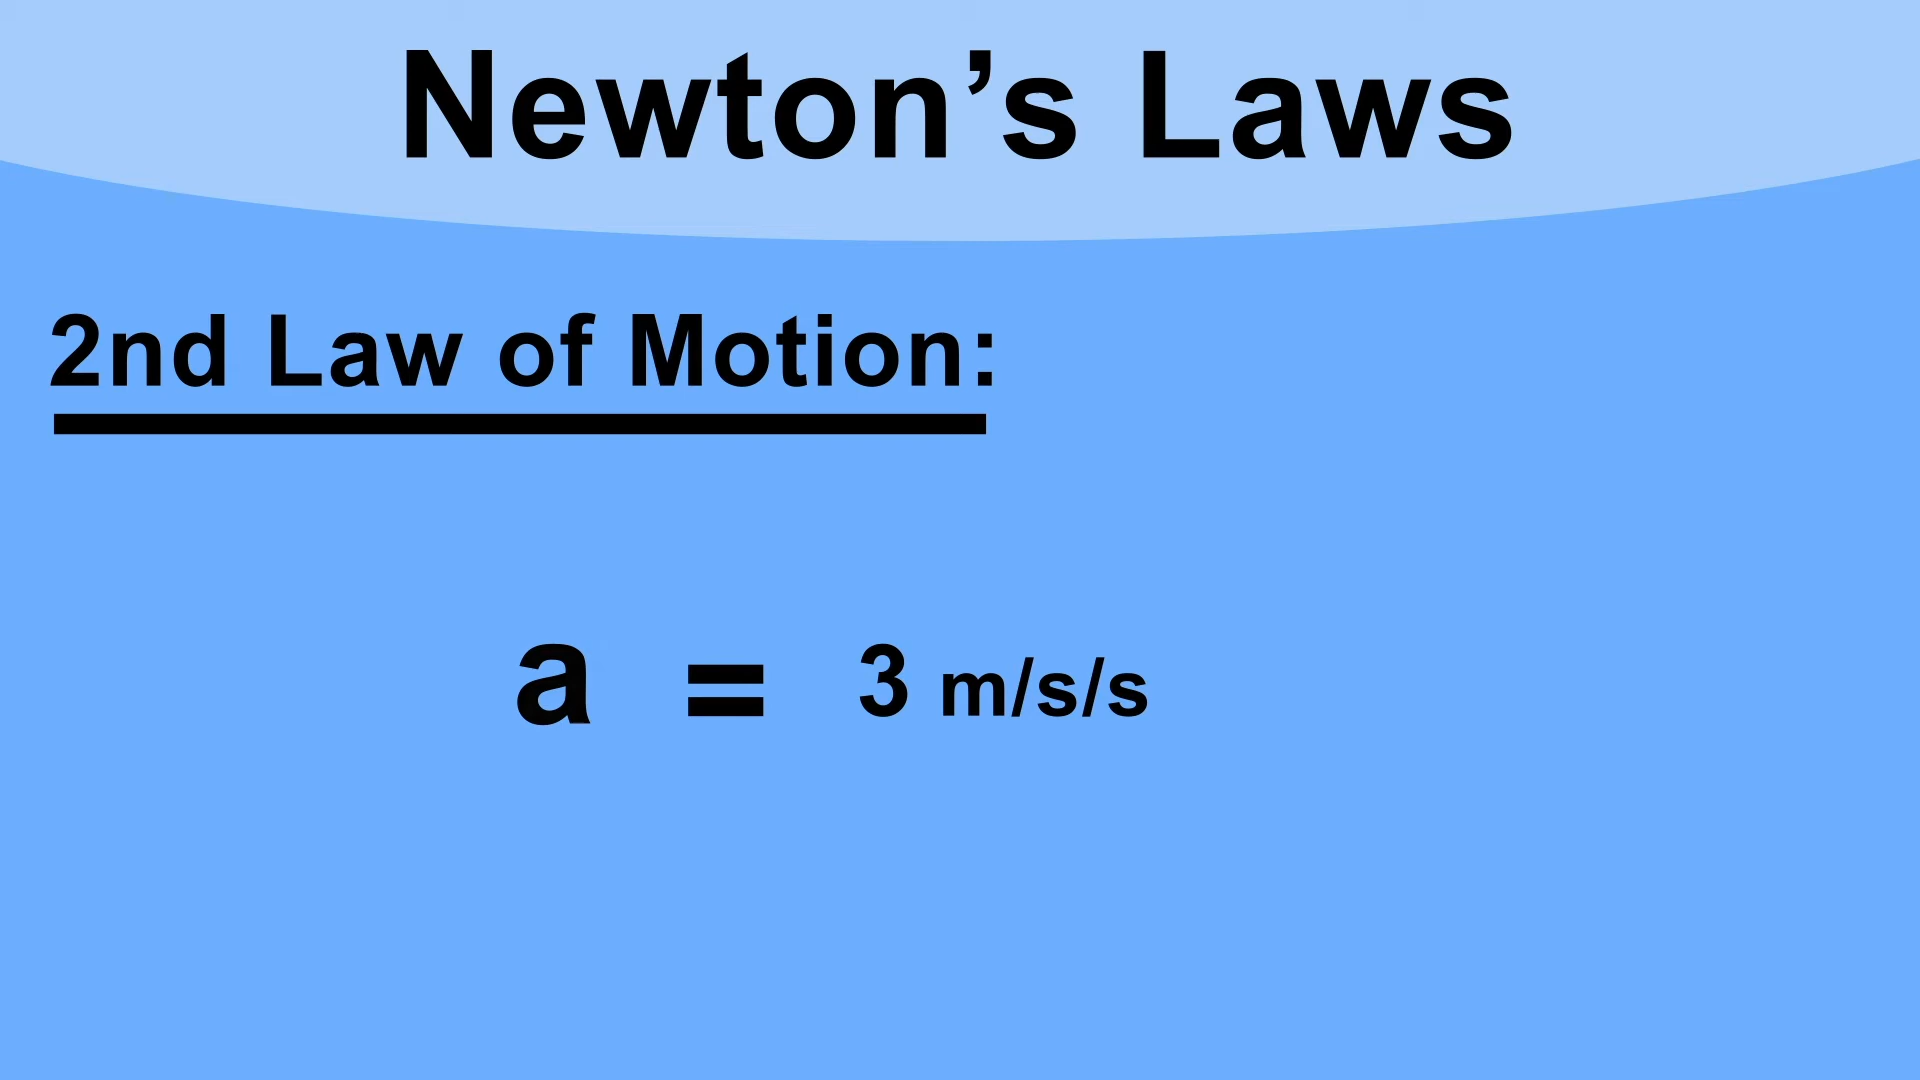 Newton’s Laws
2nd Law of Motion:
a = 3 m/s/s